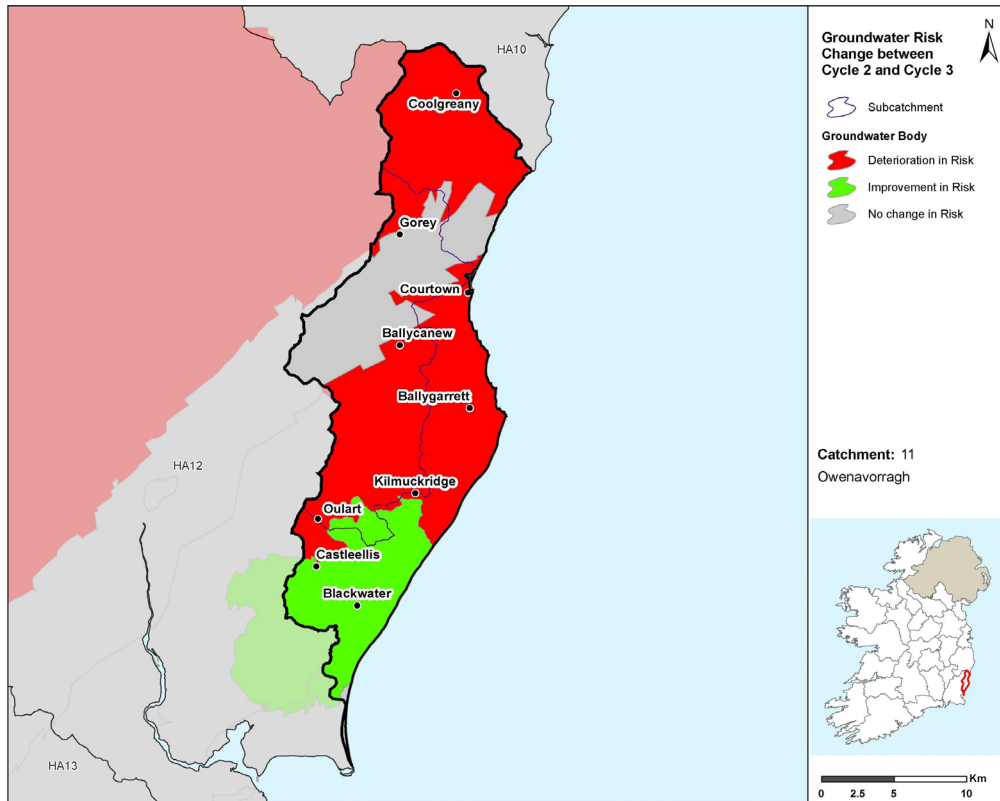 HA10
Coolgreany
Gorey
Courtown
Ballycanew
Ballygarrett
HA12
Kilmuckridge
Oulart
Castleellis
Blackwater
HA13
N
Groundwater Risk
Change between
Cycle 2 and Cycle 3
Subcatchment
Groundwater Body
Deterioration in Risk
Improvement in Risk
No change in Risk
Catchment: 11
Owenavorragh
Km
0 2.5 5 10